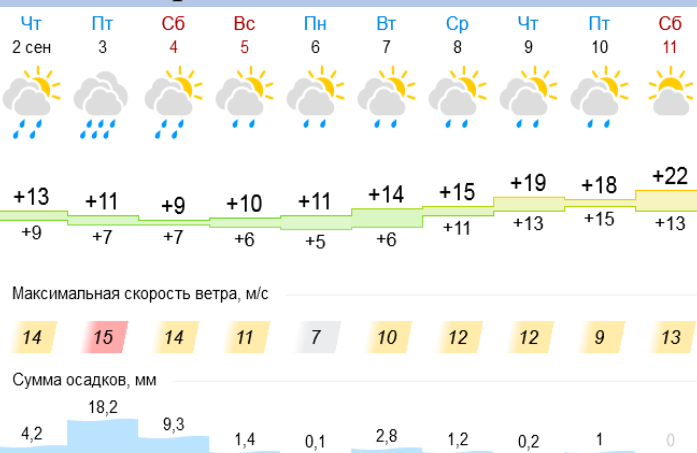 Чт Пт Сб Вс Пн Вт Ср Чт Пт Сб
2 сен 3 4 5 6 7 8 9 10 11
+13 +11 +9 +10 +11 +14 +15 +19 +18 +22
+9 +7 +7 +6 +5 +6 +11 +13 +15 +13
Максимальная скорость ветра, м/с
14 15 14 11 7 10 12 12 9 13
Сумма осадков, мм
4,2 18,2 9,3 1,4 0,1 2,8 1,2 0,2 1 0